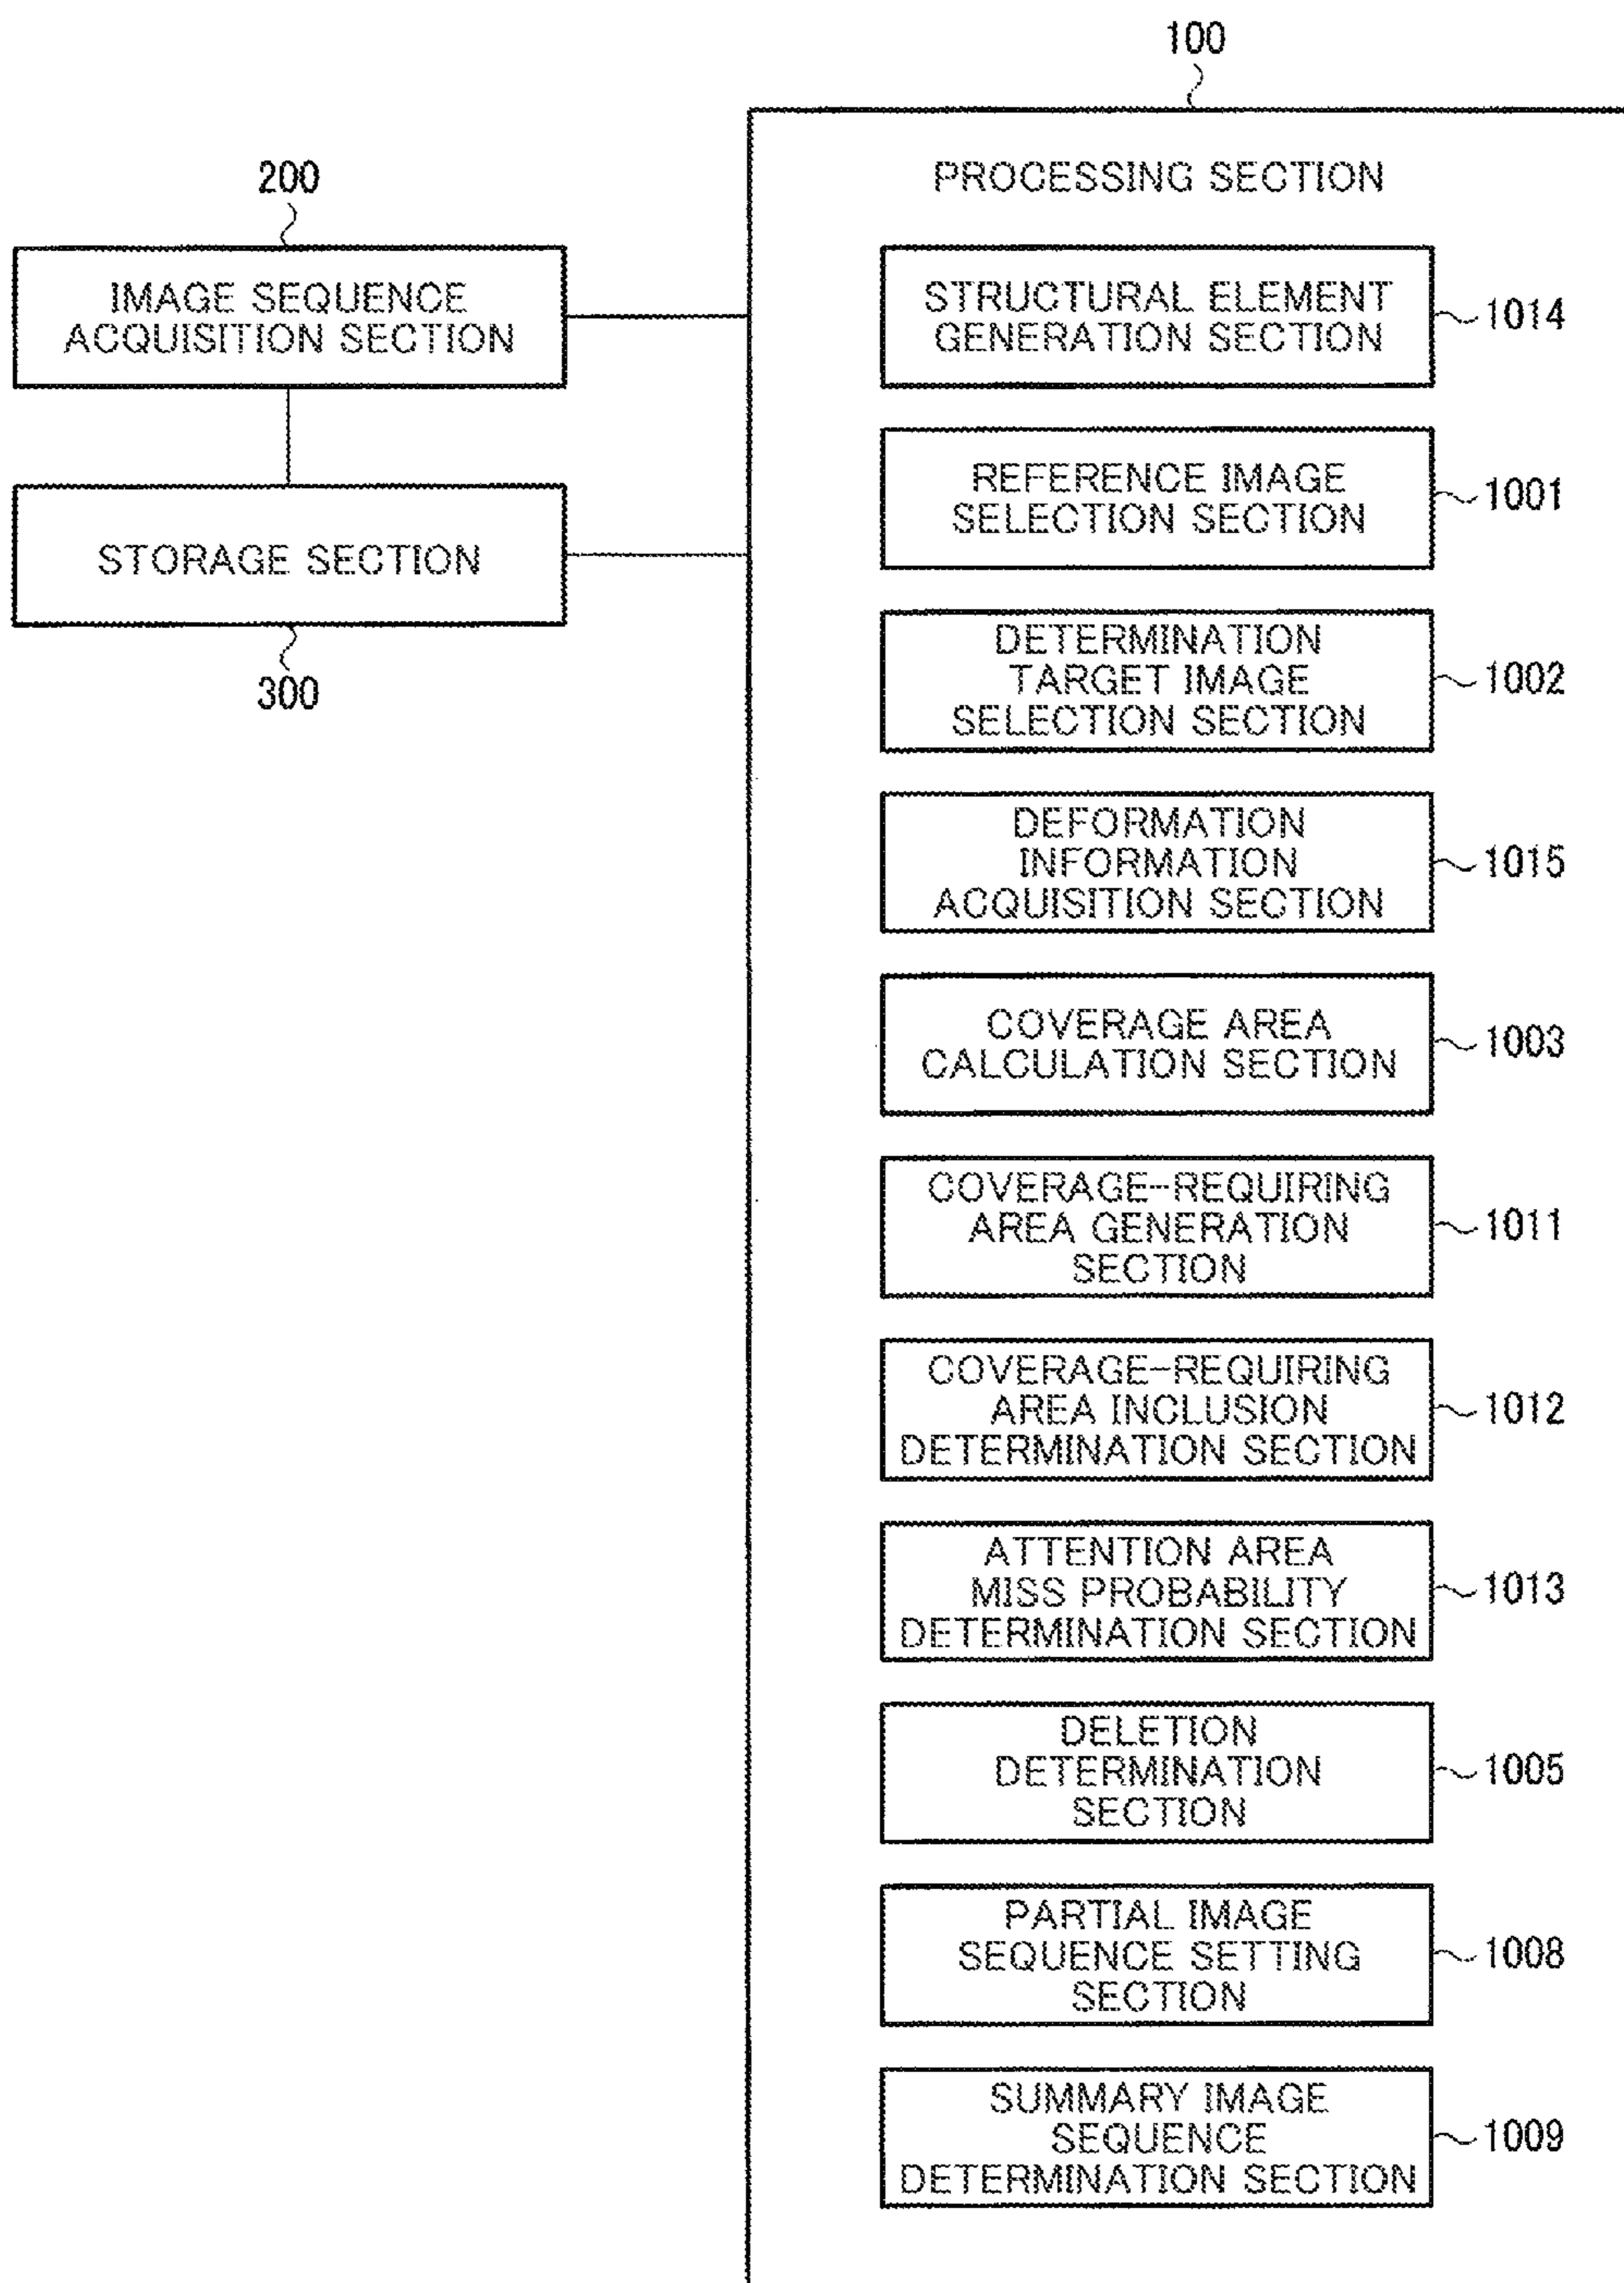 100
PROCESSING SECTION
200
IMAGE SEQUENCE
ACQUISITION SECTION
STORAGE SECTION
300
STRUCTURAL ELEMENT
GENERATION SECTION
1014
REFERENCE IMAGE
SELECTION SECTION
1001
DETERMINATION
TARGET IMAGE
SELECTION SECTION
1002
DEFORMATION
INFORMATION
ACQUISITION SECTION
1015
COVERAGE AREA
CALCULATION SECTION
1003
COVERAGE-REQUIRING
AREA GENERATION
SECTION
1011
COVERAGE-REQUIRING
AREA INCLUSION
DETERMINATION SECTION
1012
ATTENTION AREA
MISS PROBABILITY
DETERMINATION SECTION
1013
DELETION
DETERMINATION
SECTION
1005
PARTIAL IMAGE
SEQUENCE SETTING
SECTION
1008
SUMMARY IMAGE
SEQUENCE
DETERMINATION SECTION
1009